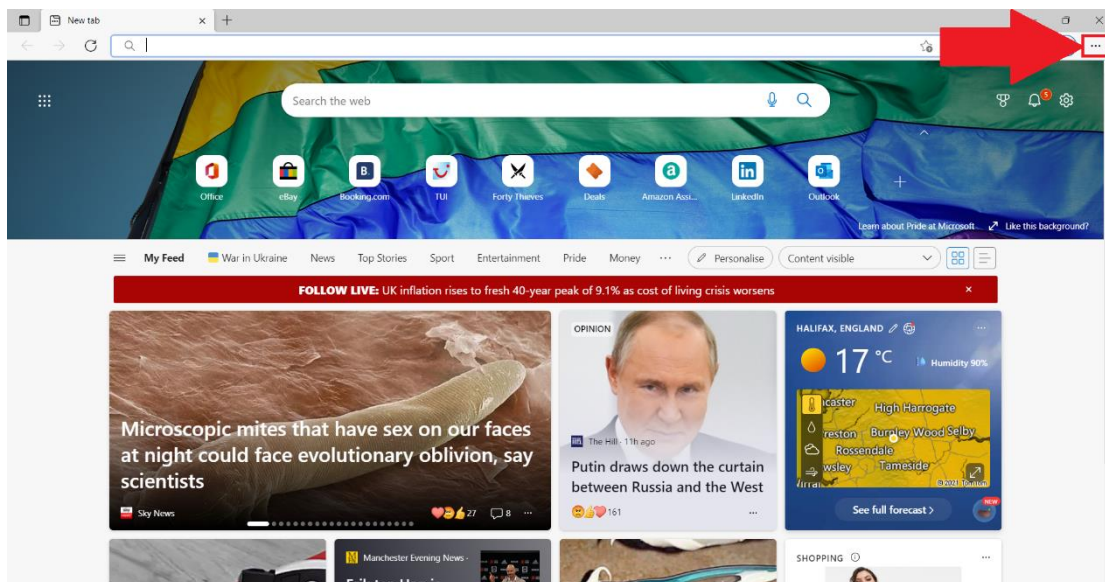 New tab
Search the web
5
B.
a
in
Office
eBay
Booking.com
TUI
Forty Thieves
Deals
Amazon Assi...
LinkedIn
Outlook
Learn about Pride at Microsoft
Like this background?
My Feed
War in Ukraine
News
Top Stories
Sport
Entertainment
Pride
Money
Personalise
Content visible
FOLLOW LIVE: UK inflation rises to fresh 40-year peak of 9.1% as cost of living crisis worsens
Microscopic mites that have sex on our faces
at night could face evolutionary oblivion, say
scientists
Sky News
27
8
OPINION
The Hill · 11h ago
Putin draws down the curtain
between Russia and the West
161
HALIFAX, ENGLAND
17 °C
Humidity 90%
High Harrogate
Burnley Wood Selby
Rossendale
Tameside
See full forecast
NEW
Manchester Evening News ·
SHOPPING